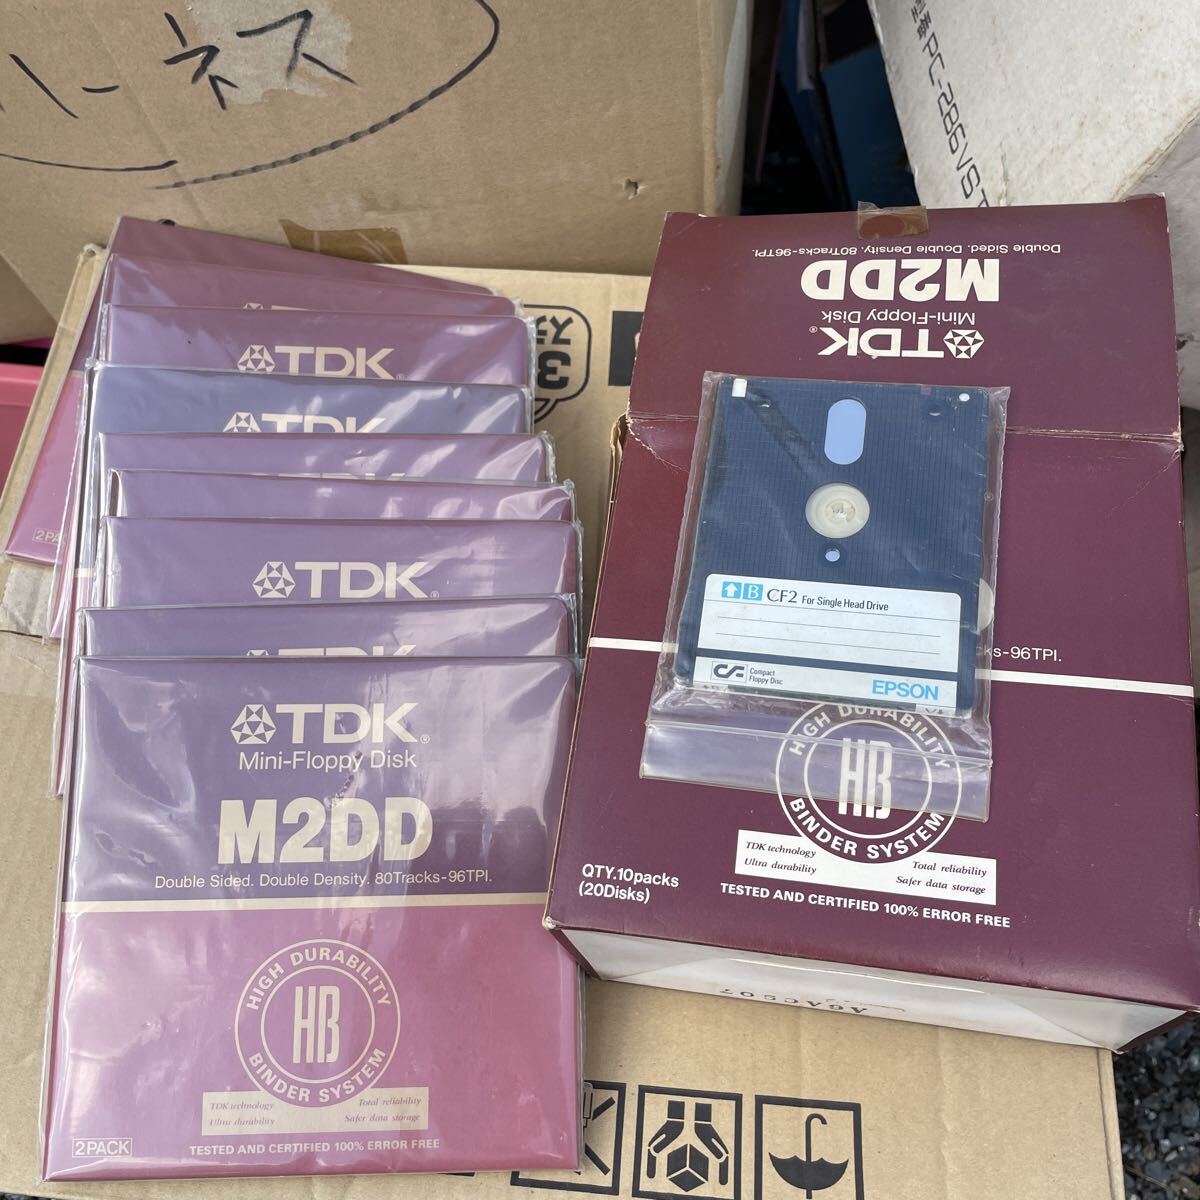 ハーネス
PC-286VS
TDK
TDK
TDK®
Mini-Floppy Disk
M2DD
Double Sided. Double Density. 80Tracks-96TPI.
HIGH DURABILITY
HB
BINDER SYSTEM
TDK technology
Total reliability
Ultra durability
Safer data storage
2PACK
TESTED AND CERTIFIED 100% ERROR FREE
TDK®
Mini-Floppy Disk
M2DD
Double Sided. Double Density. 80Tracks-96TPI.
B CF2 For Single Head Drive
CF Compact Floppy Disc
EPSON
ks-96TPI.
HIGH DURABILITY
HB
BINDER SYSTEM
TDK technology
Total reliability
Ultra durability
Safer data storage
QTY.10packs
(20Disks)
TESTED AND CERTIFIED 100% ERROR FREE